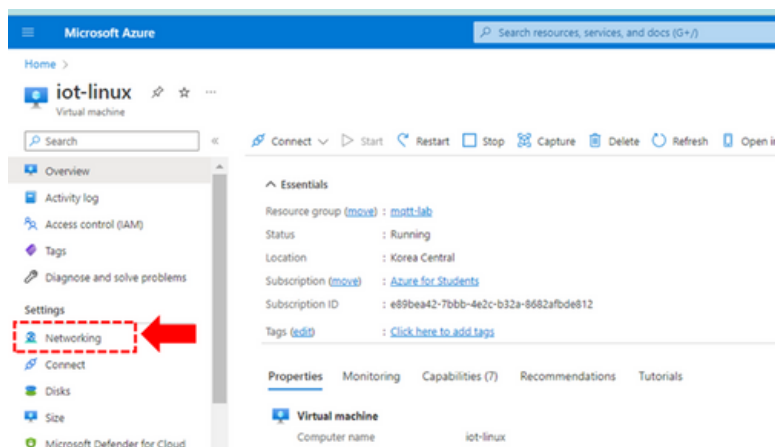 Microsoft Azure
Search resources, services, and docs (G+/)
Home >
iot-linux
Virtual machine
Search
Connect Start Restart Stop Capture Delete Refresh Open in
Overview
Activity log
Access control (IAM)
Tags
Diagnose and solve problems
Settings
Networking
Connect
Disks
Size
Microsoft Defender for Cloud
Essentials
Resource group (move) : mqtt-lab
Status : Running
Location : Korea Central
Subscription (move) : Azure for Students
Subscription ID : e89bea42-7bbb-4e2c-b32a-8682afbde812
Tags (edit) : Click here to add tags
Properties Monitoring Capabilities (7) Recommendations Tutorials
Virtual machine
Computer name iot-linux